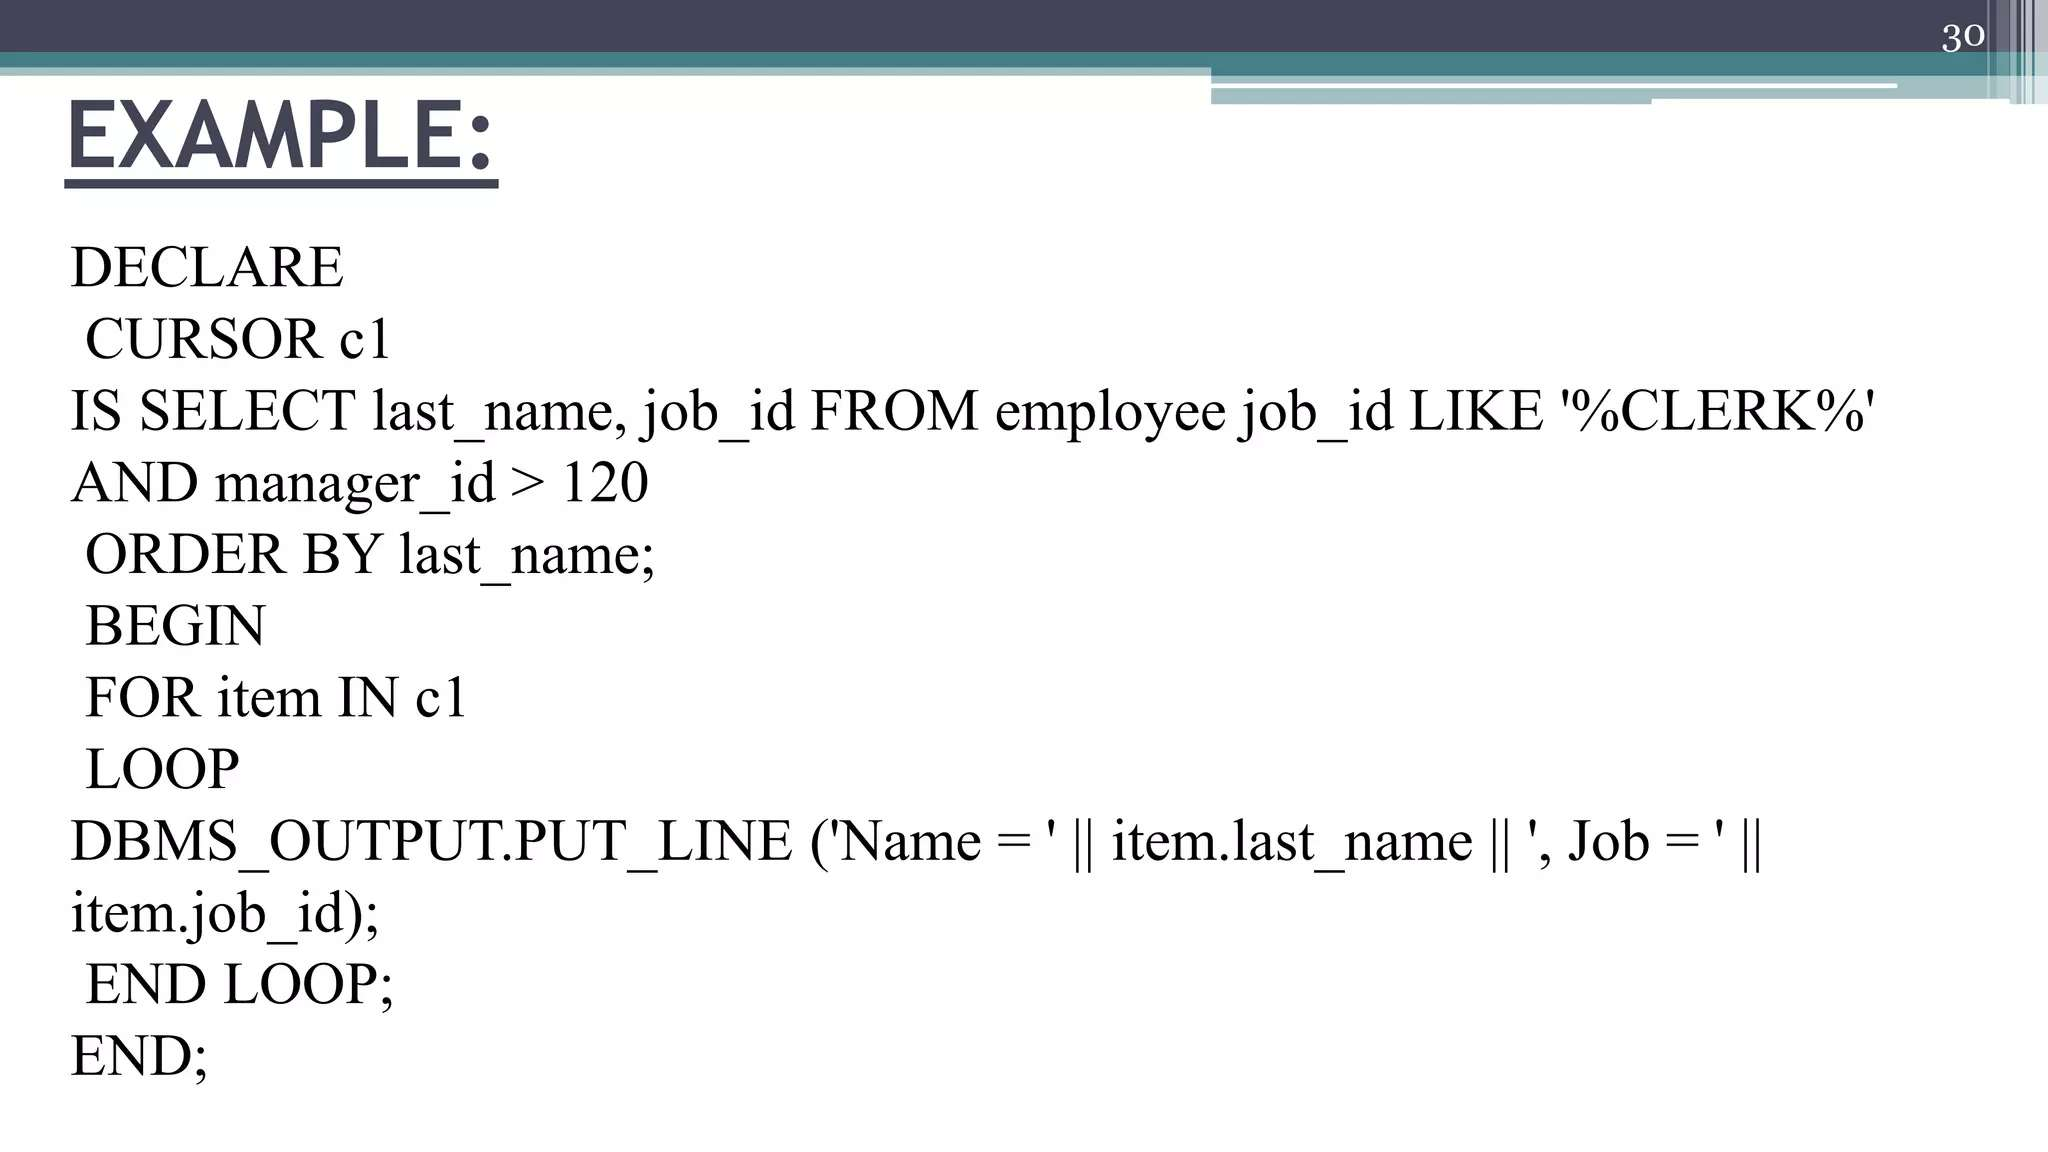 30
EXAMPLE:
DECLARE
CURSOR c1
IS SELECT last_name, job_id FROM employee job_id LIKE '%CLERK%'
AND manager_id > 120
ORDER BY last_name;
BEGIN
FOR item IN c1
LOOP
DBMS_OUTPUT.PUT_LINE ('Name = ' || item.last_name || ', Job = ' ||
item.job_id);
END LOOP;
END;